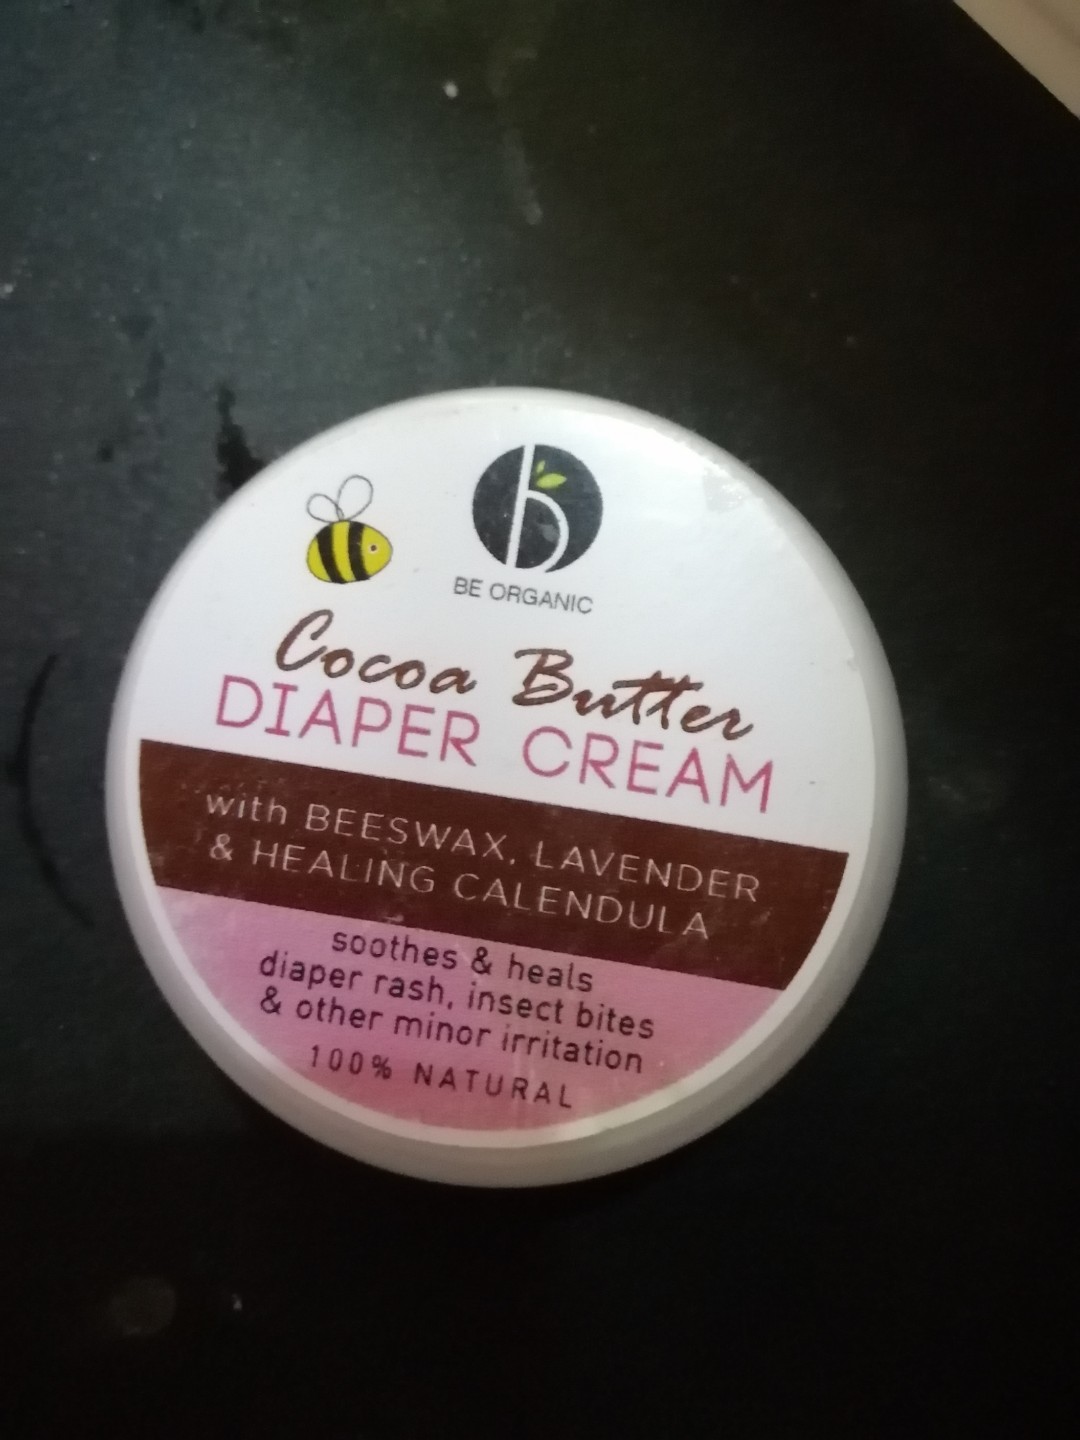 BE ORGANIC
Cocoa Butter
DIAPER CREAM
with BEESWAX, LAVENDER
& HEALING CALENDULA
soothes & heals
diaper rash, insect bites
& other minor irritation
100% NATURAL